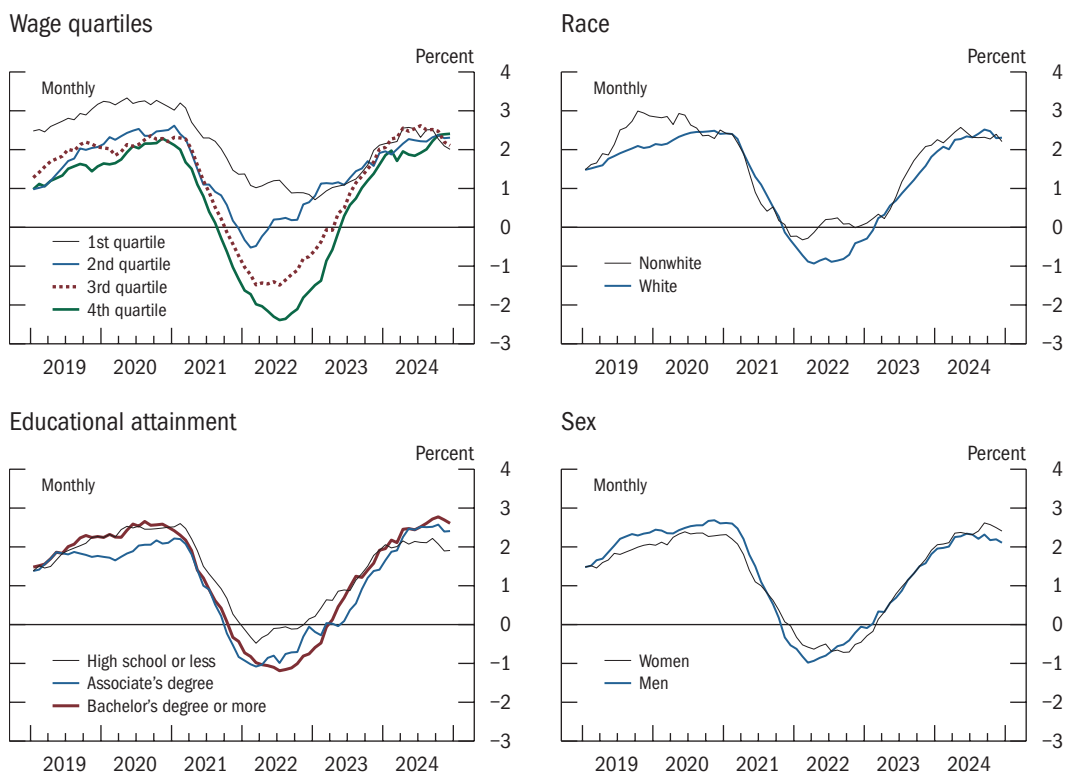 Wage quartiles
Percent
Monthly
4
3
2
1
0
−1
−2
−3
1st quartile
2nd quartile
3rd quartile
4th quartile
2019 2020 2021 2022 2023 2024
Race
Percent
Monthly
4
3
2
1
0
−1
−2
−3
Nonwhite
White
2019 2020 2021 2022 2023 2024
Educational attainment
Percent
Monthly
4
3
2
1
0
−1
−2
−3
High school or less
Associate's degree
Bachelor's degree or more
2019 2020 2021 2022 2023 2024
Sex
Percent
Monthly
4
3
2
1
0
−1
−2
−3
Women
Men
2019 2020 2021 2022 2023 2024